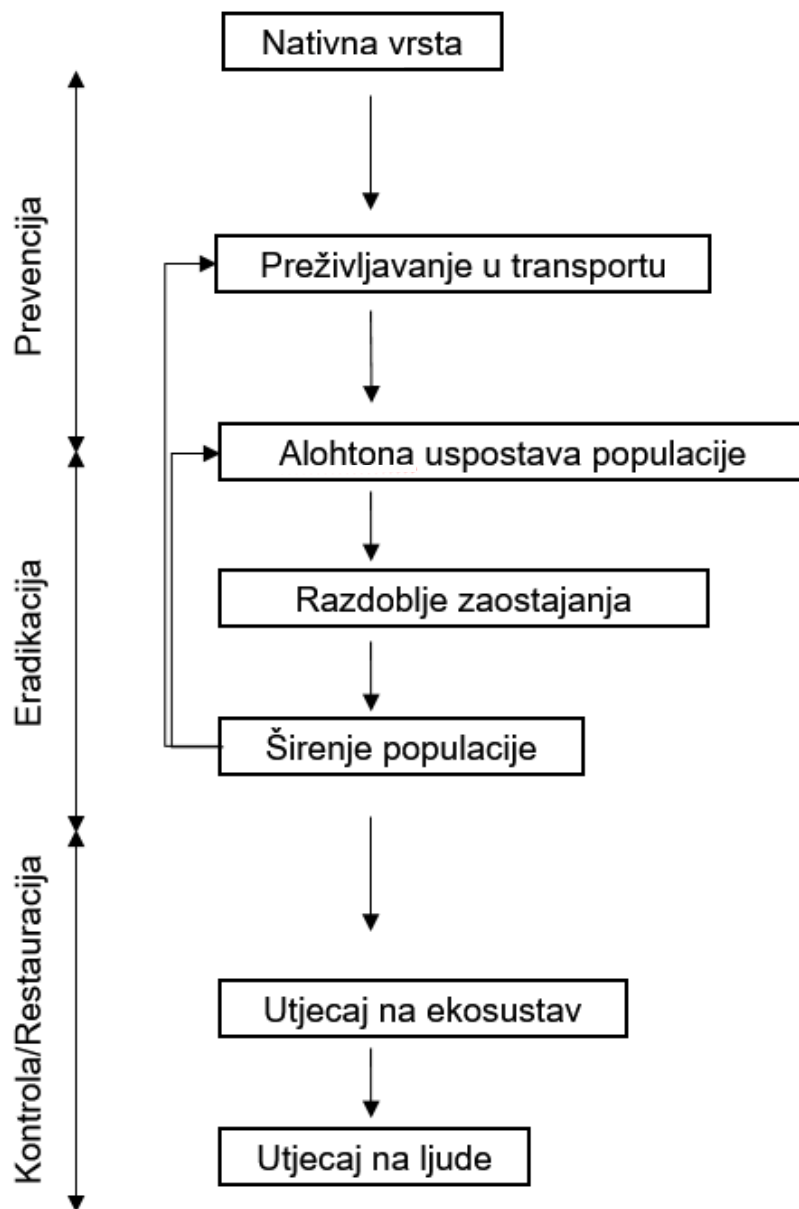 Nativna vrsta
Prevencija
Preživljavanje u transportu
Alohtona uspostava populacije
Eradikacija
Razdoblje zaostajanja
Širenje populacije
Kontrola/Restauracija
Utjecaj na ekosustav
Utjecaj na ljude